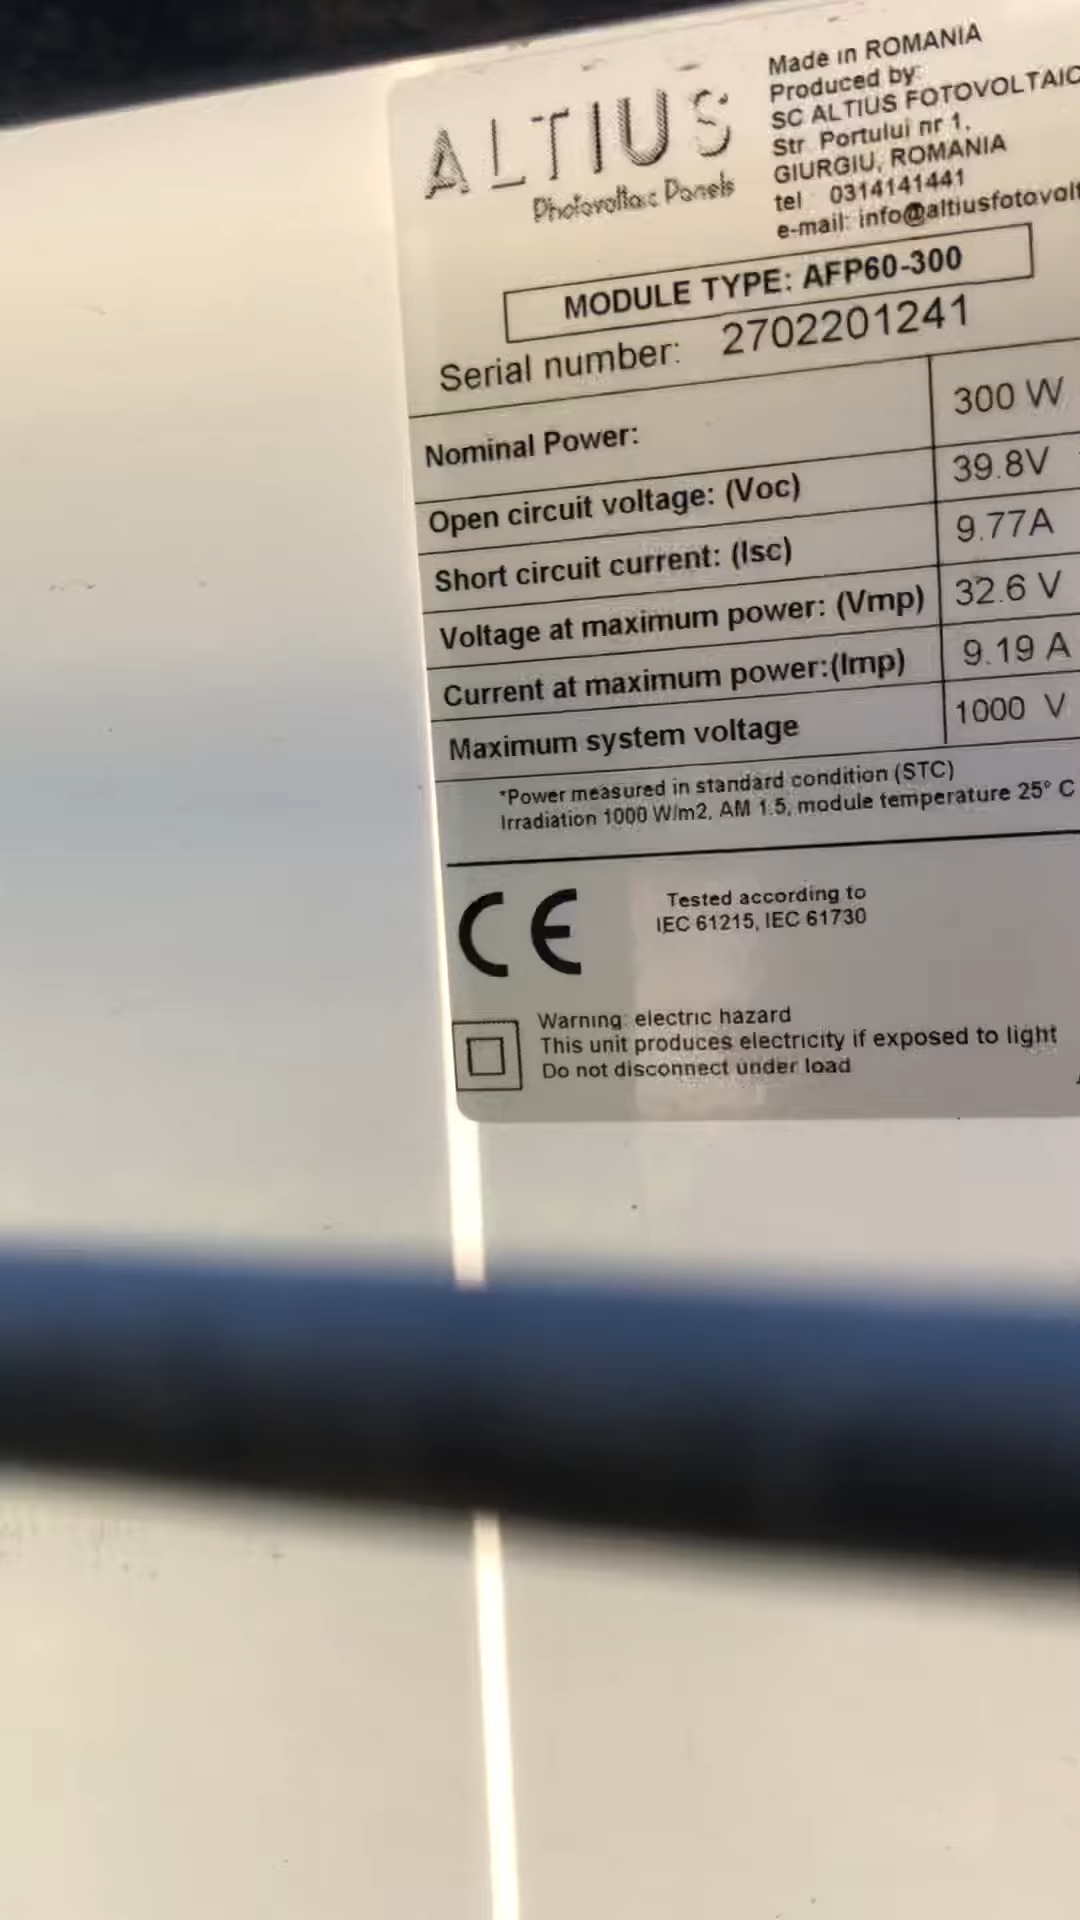 ALTIUS
Photovoltaic Panels
Made in ROMANIA
Produced by:
SC ALTIUS FOTOVOLTAIC
Str. Portului nr 1,
GIURGIU, ROMANIA
tel : 0314141441
e-mail: info@altiusfotovolt
MODULE TYPE: AFP60-300
Serial number: 2702201241
Nominal Power: 300 W
Open circuit voltage: (Voc) 39.8V
Short circuit current: (Isc) 9.77A
Voltage at maximum power: (Vmp) 32.6 V
Current at maximum power:(Imp) 9.19 A
Maximum system voltage 1000 V
*Power measured in standard condition (STC)
Irradiation 1000 W/m2, AM 1.5, module temperature 25° C
CE
Tested according to
IEC 61215, IEC 61730
Warning: electric hazard
This unit produces electricity if exposed to light
Do not disconnect under load